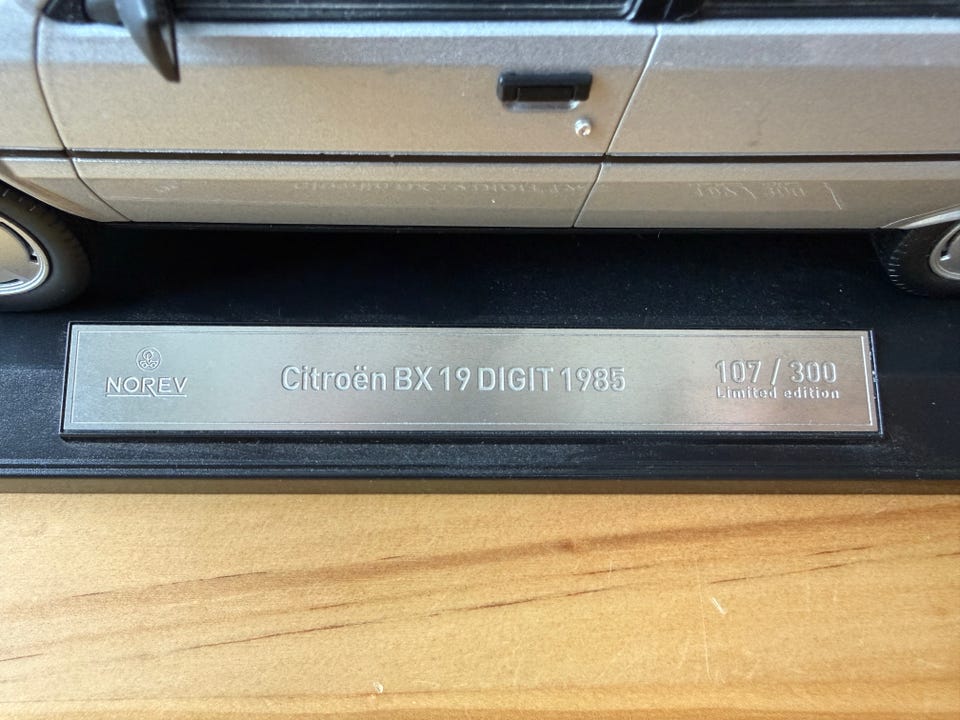 NOREV
Citroën BX 19 DIGIT 1985
107 / 300
Limited edition